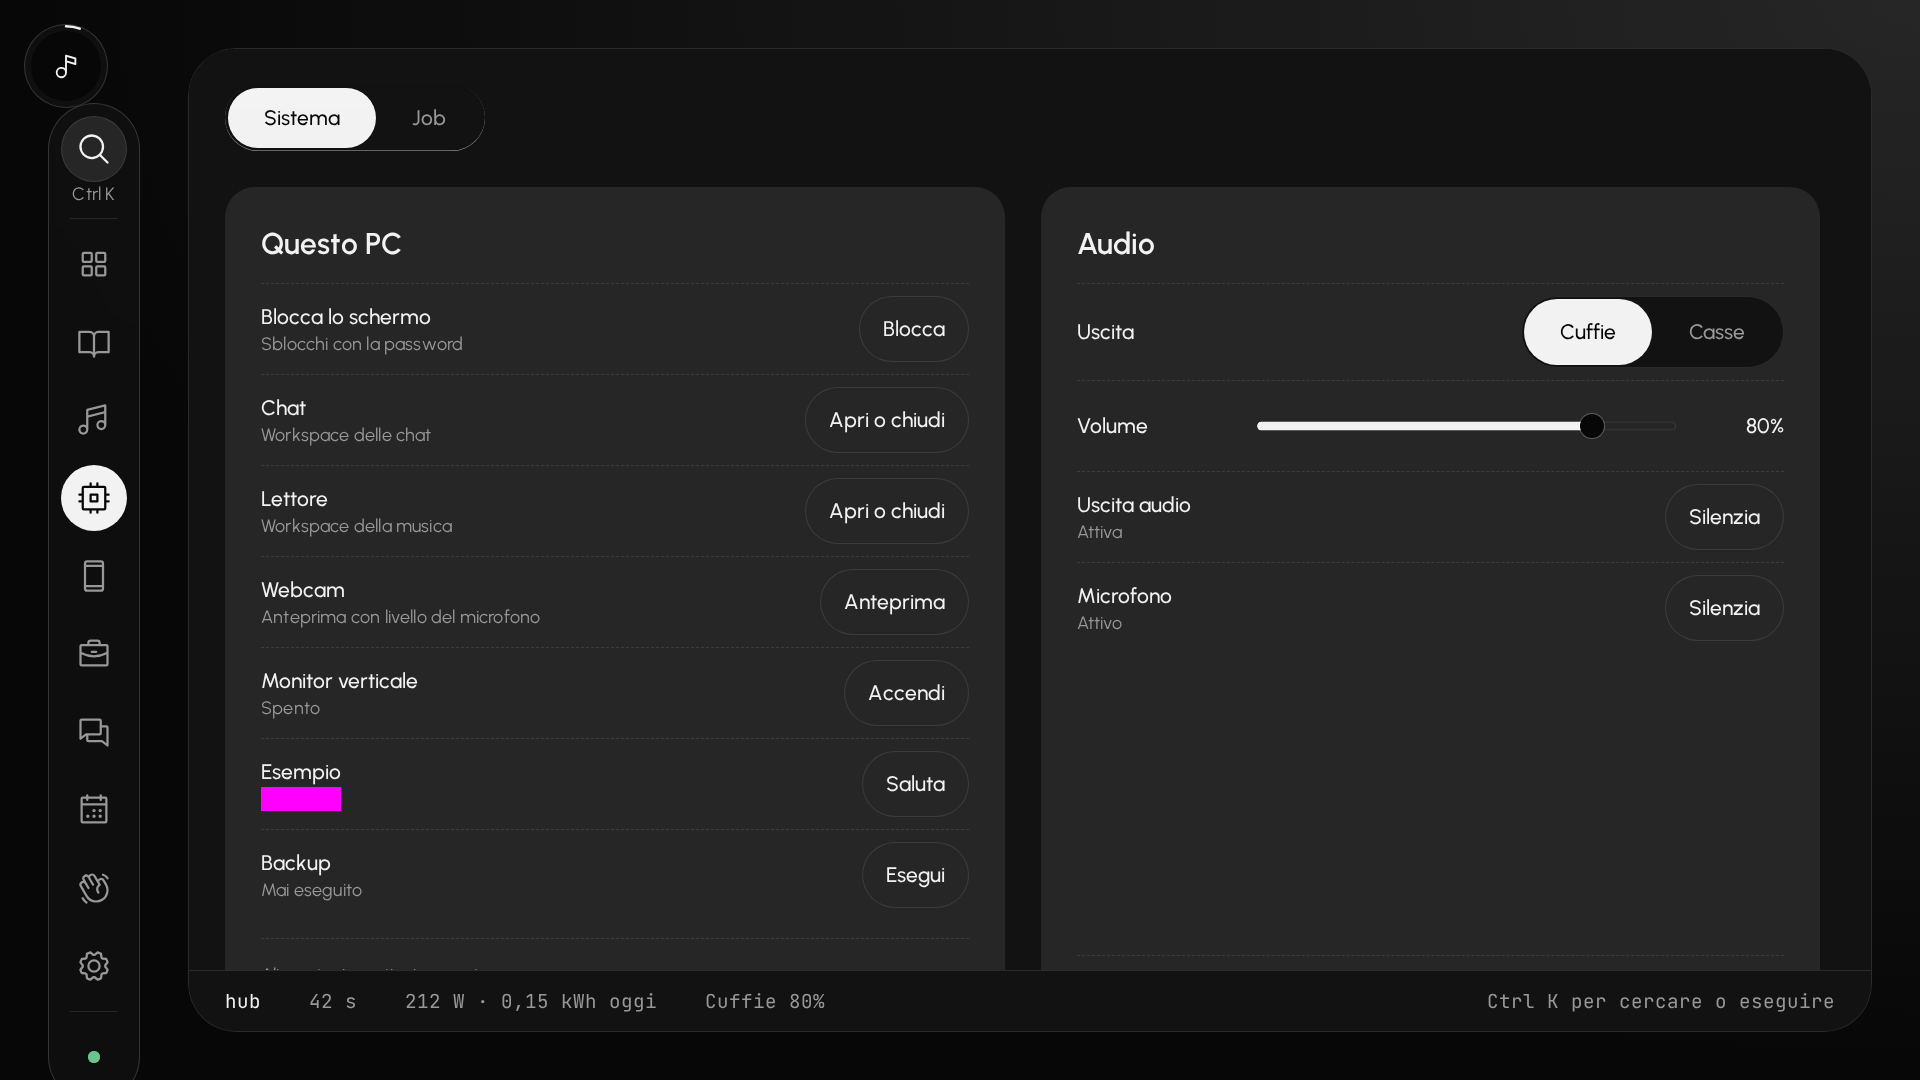 Ctrl K
Sistema
Job
Questo PC
Blocca lo schermo
Sblocchi con la password
Blocca
Chat
Workspace delle chat
Apri o chiudi
Lettore
Workspace della musica
Apri o chiudi
Webcam
Anteprima con livello del microfono
Anteprima
Monitor verticale
Spento
Accendi
Esempio
Saluta
Backup
Mai eseguito
Esegui
Audio
Uscita
Cuffie
Casse
Volume
80%
Uscita audio
Attiva
Silenzia
Microfono
Attivo
Silenzia
hub
42 s
212 W · 0,15 kWh oggi
Cuffie 80%
Ctrl K per cercare o eseguire